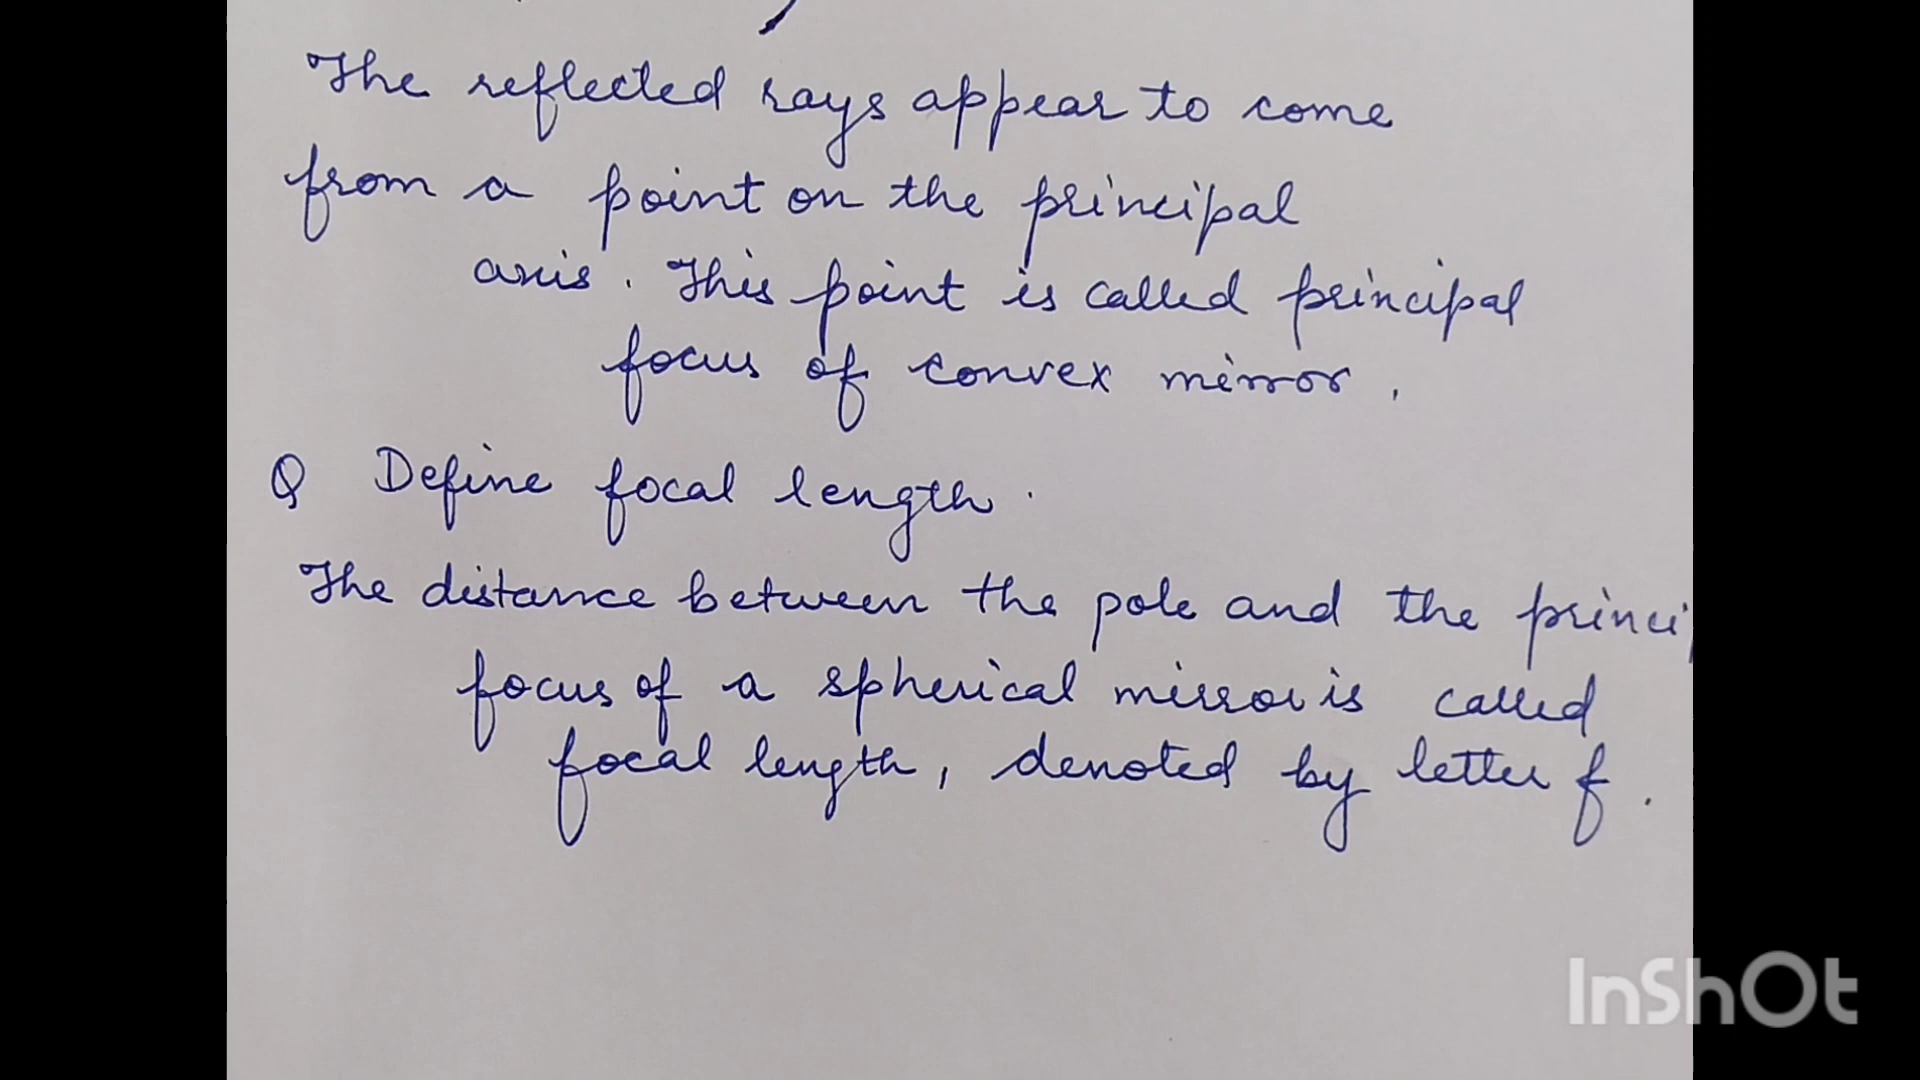 The reflected rays appear to come
from a point on the principal
axis. This point is called principal
focus of convex mirror.
Q Define focal length.
The distance between the pole and the princip
focus of a spherical mirror is called
focal length, denoted by letter f.
InShOt